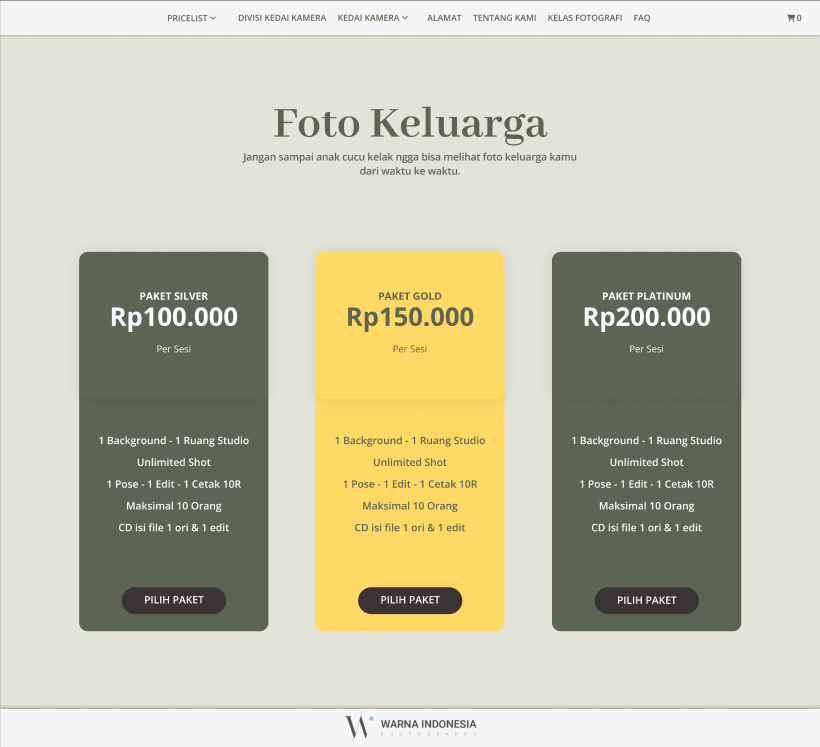 PRICELIST
DIVISI KEDAI KAMERA
KEDAI KAMERA
ALAMAT
TENTANG KAMI
KELAS FOTOGRAFI
FAQ
0
Foto Keluarga
Jangan sampai anak cucu kelak ngga bisa melihat foto keluarga kamu
dari waktu ke waktu.
PAKET SILVER
Rp100.000
Per Sesi
1 Background - 1 Ruang Studio
Unlimited Shot
1 Pose - 1 Edit - 1 Cetak 10R
Maksimal 10 Orang
CD isi file 1 ori & 1 edit
PILIH PAKET
PAKET GOLD
Rp150.000
Per Sesi
1 Background - 1 Ruang Studio
Unlimited Shot
1 Pose - 1 Edit - 1 Cetak 10R
Maksimal 10 Orang
CD isi file 1 ori & 1 edit
PILIH PAKET
PAKET PLATINUM
Rp200.000
Per Sesi
1 Background - 1 Ruang Studio
Unlimited Shot
1 Pose - 1 Edit - 1 Cetak 10R
Maksimal 10 Orang
CD isi file 1 ori & 1 edit
PILIH PAKET
WARNA INDONESIA
PHOTOGRAPHY